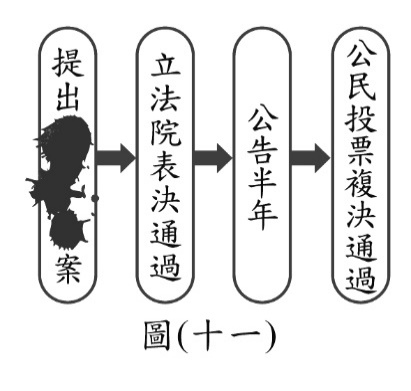 提出案
立法院表決通過
公告半年
公民投票複決通過
圖(十一)